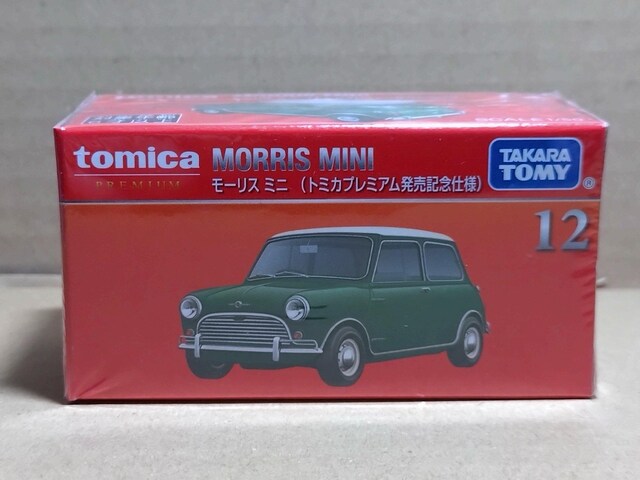 tomica
PREMIUM
MORRIS MINI
モーリス ミニ （トミカプレミアム発売記念仕様）
TAKARA
TOMY
®
12